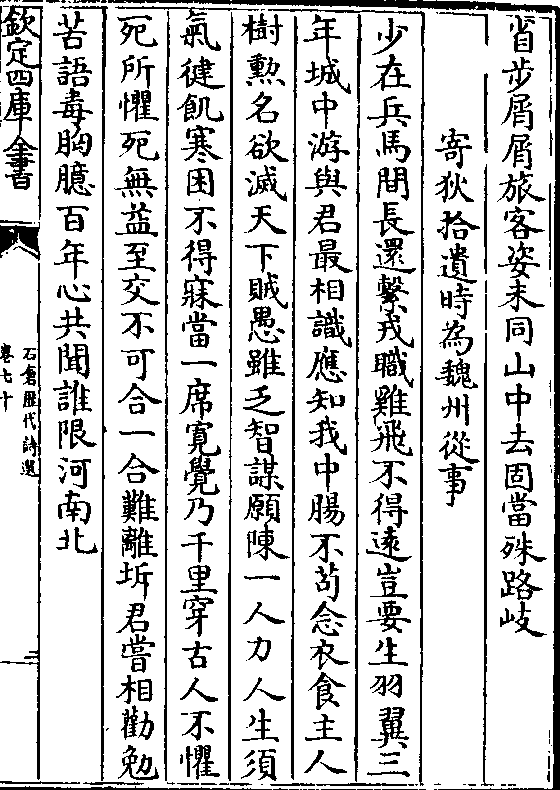 省步屑屑旅客姿未同山中去固當殊路岐
寄狄拾遺時為魏州從事
少在兵馬間長還繫戎職雞飛不得遠豈要生羽翼三
年城中游與君最相識應知我中腸不苟念衣食主人
樹勲名欲滅天下賊愚雖乏智謀願陳一人力人生須
氣健飢寒困不得寐當一席寛覺乃千里穿古人不懼
死所懼死無益至交不可合一合難離坼君嘗相勸勉
苦語毒胸臆百年心共聞誰限河南北
欽定四庫全書
石倉歷代詩選
卷七十
二